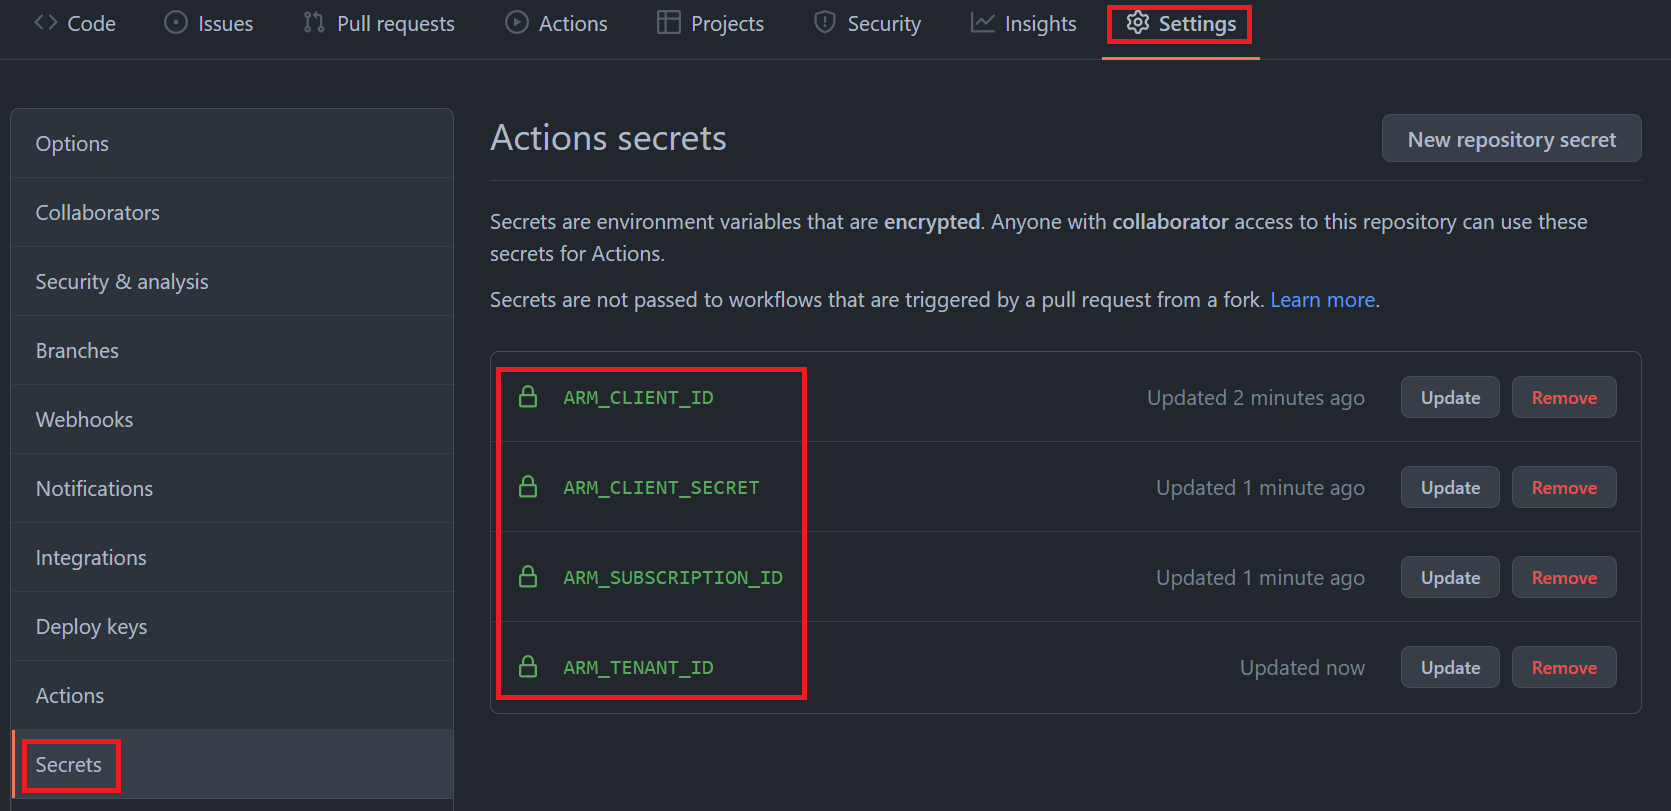 Code Issues Pull requests Actions Projects Security Insights Settings
Options
Collaborators
Security & analysis
Branches
Webhooks
Notifications
Integrations
Deploy keys
Actions
Secrets
Actions secrets
New repository secret
Secrets are environment variables that are encrypted. Anyone with collaborator access to this repository can use these
secrets for Actions.
Secrets are not passed to workflows that are triggered by a pull request from a fork. Learn more.
ARM_CLIENT_ID Updated 2 minutes ago Update Remove
ARM_CLIENT_SECRET Updated 1 minute ago Update Remove
ARM_SUBSCRIPTION_ID Updated 1 minute ago Update Remove
ARM_TENANT_ID Updated now Update Remove